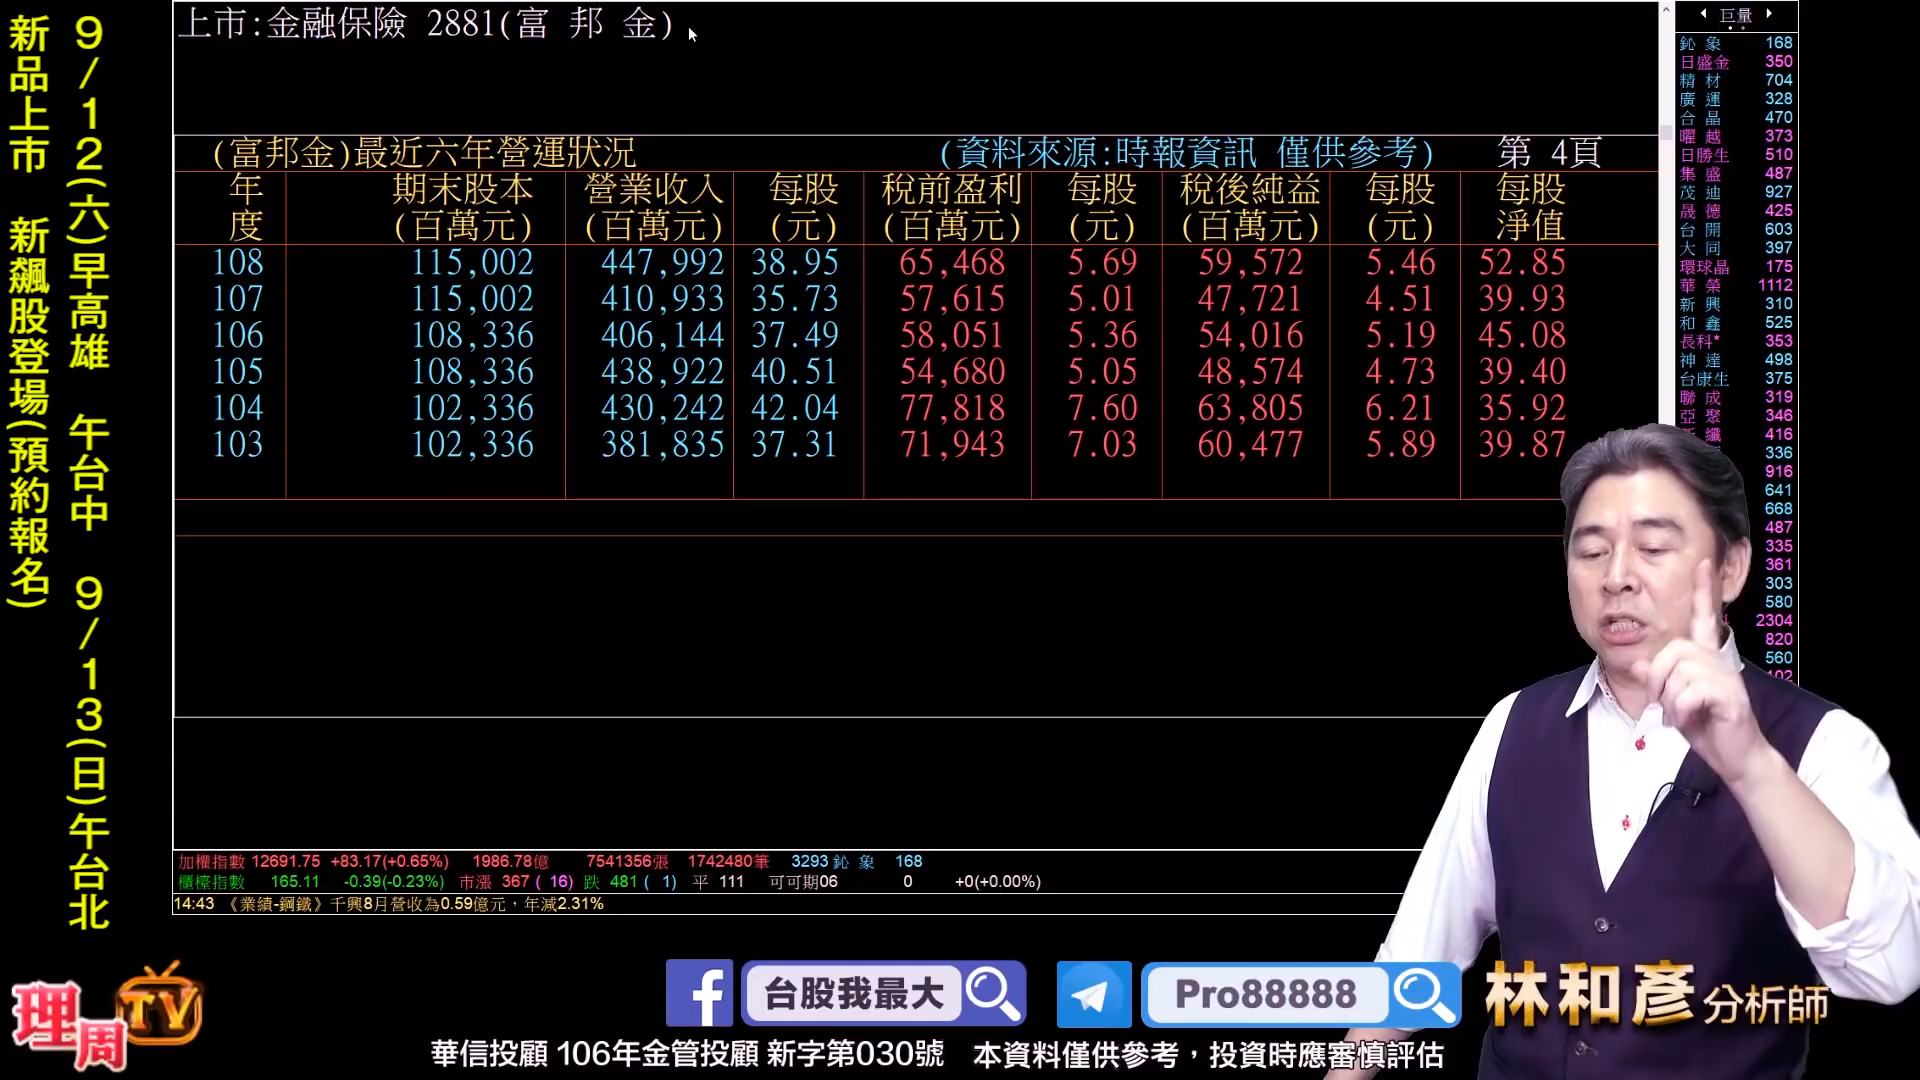 9/12(六)早高雄 午台中 9/13(日)午台北
新品上市 新飆股登場(預約報名)
上市:金融保險 2881(富 邦 金)
(富邦金)最近六年營運狀況 (資料來源:時報資訊 僅供參考) 第 4頁
年度 期末股本(百萬元) 營業收入(百萬元) 每股(元) 稅前盈利(百萬元) 每股(元) 稅後純益(百萬元) 每股(元) 每股淨值
108 115,002 447,992 38.95 65,468 5.69 59,572 5.46 52.85
107 115,002 410,933 35.73 57,615 5.01 47,721 4.51 39.93
106 108,336 406,144 37.49 58,051 5.36 54,016 5.19 45.08
105 108,336 438,922 40.51 54,680 5.05 48,574 4.73 39.40
104 102,336 430,242 42.04 77,818 7.60 63,805 6.21 35.92
103 102,336 381,835 37.31 71,943 7.03 60,477 5.89 39.87
巨量
鈊 象 168
日盛金 350
精 材 704
廣 運 328
合 晶 470
曜 越 373
日勝生 510
集 盛 487
茂 迪 927
晟 德 425
台 開 603
大 同 397
環球晶 175
華 榮 1112
新 興 310
和 鑫 525
長科* 353
神 達 498
台康生 375
聯 成 319
亞 聚 346
纖 416
336
916
641
668
487
335
361
303
580
2304
820
560
加權指數 12691.75 +83.17(+0.65%) 1986.78億 7541356張 1742480筆 3293 鈊 象 168
櫃檯指數 165.11 -0.39(-0.23%) 市漲 367 ( 16) 跌 481 ( 1) 平 111 可可期06 0 +0(+0.00%)
14:43 《業績-鋼鐵》千興8月營收為0.59億元，年減2.31%
理周TV
台股我最大
Pro88888
林和彥 分析師
華信投顧 106年金管投顧 新字第030號 本資料僅供參考，投資時應審慎評估